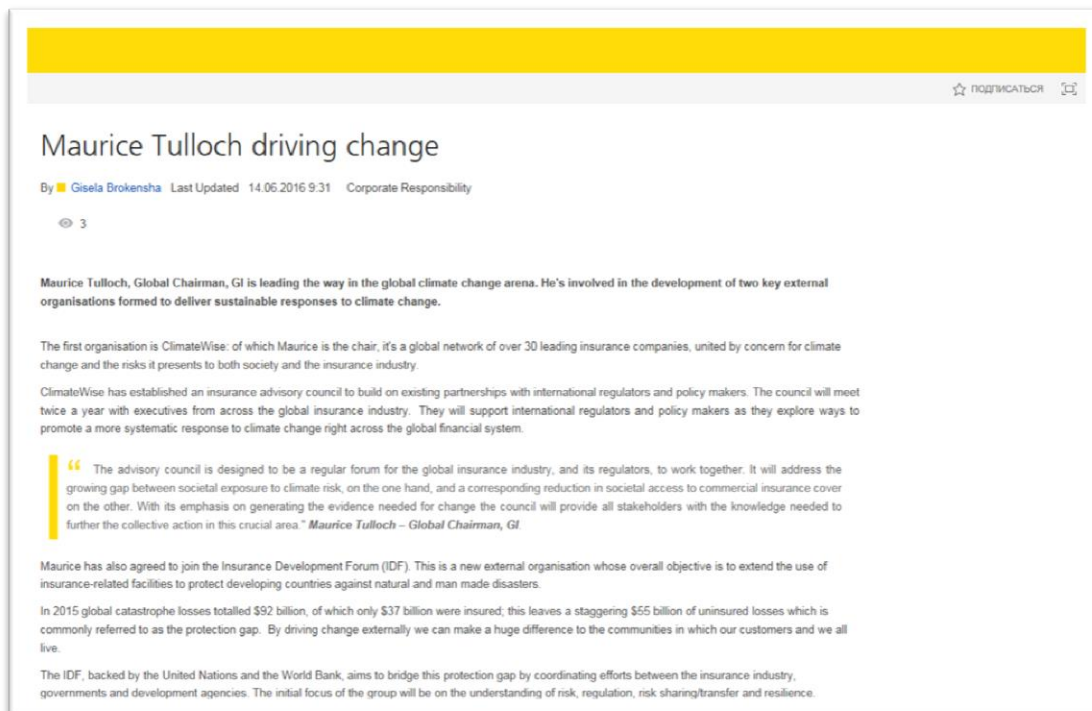 ПОДПИСАТЬСЯ
Maurice Tulloch driving change
By Gisela Brokensha Last Updated 14.06.2016 9:31 Corporate Responsibility
3
Maurice Tulloch, Global Chairman, GI is leading the way in the global climate change arena. He's involved in the development of two key external
organisations formed to deliver sustainable responses to climate change.
The first organisation is ClimateWise: of which Maurice is the chair, it's a global network of over 30 leading insurance companies, united by concern for climate
change and the risks it presents to both society and the insurance industry.
ClimateWise has established an insurance advisory council to build on existing partnerships with international regulators and policy makers. The council will meet
twice a year with executives from across the global insurance industry. They will support international regulators and policy makers as they explore ways to
promote a more systematic response to climate change right across the global financial system.
“ The advisory council is designed to be a regular forum for the global insurance industry, and its regulators, to work together. It will address the
growing gap between societal exposure to climate risk, on the one hand, and a corresponding reduction in societal access to commercial insurance cover
on the other. With its emphasis on generating the evidence needed for change the council will provide all stakeholders with the knowledge needed to
further the collective action in this crucial area." Maurice Tulloch – Global Chairman, GI.
Maurice has also agreed to join the Insurance Development Forum (IDF). This is a new external organisation whose overall objective is to extend the use of
insurance-related facilities to protect developing countries against natural and man made disasters.
In 2015 global catastrophe losses totalled $92 billion, of which only $37 billion were insured; this leaves a staggering $55 billion of uninsured losses which is
commonly referred to as the protection gap. By driving change externally we can make a huge difference to the communities in which our customers and we all
live.
The IDF, backed by the United Nations and the World Bank, aims to bridge this protection gap by coordinating efforts between the insurance industry,
governments and development agencies. The initial focus of the group will be on the understanding of risk, regulation, risk sharing/transfer and resilience.